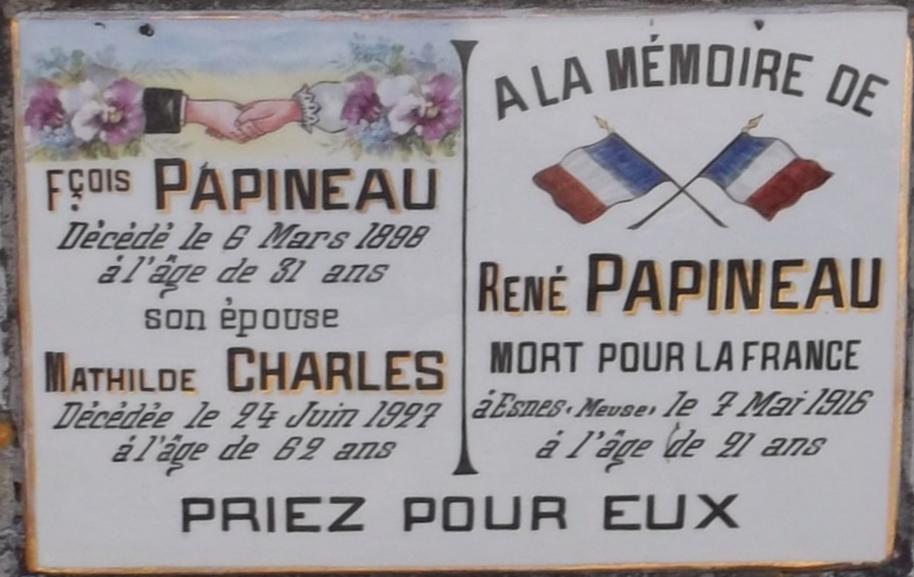 Fçois PAPINEAU
Décédé le 6 Mars 1898
à l'âge de 31 ans
son épouse
MATHILDE CHARLES
Décédée le 24 Juin 1927
à l'âge de 62 ans
A LA MÉMOIRE DE
RENÉ PAPINEAU
MORT POUR LA FRANCE
à Esnes (Meuse) le 7 Mai 1916
à l'âge de 21 ans
PRIEZ POUR EUX